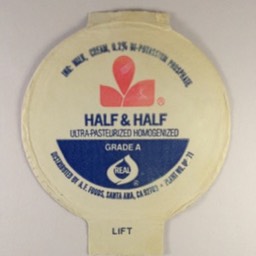 ING: MILK, CREAM, 0.2% DI-POTASSIUM PHOSPHATE
®
HALF & HALF
ULTRA-PASTEURIZED HOMOGENIZED
GRADE A
REAL ®
DISTRIBUTED BY A.F. FOODS, SANTA ANA, CA
LIFT